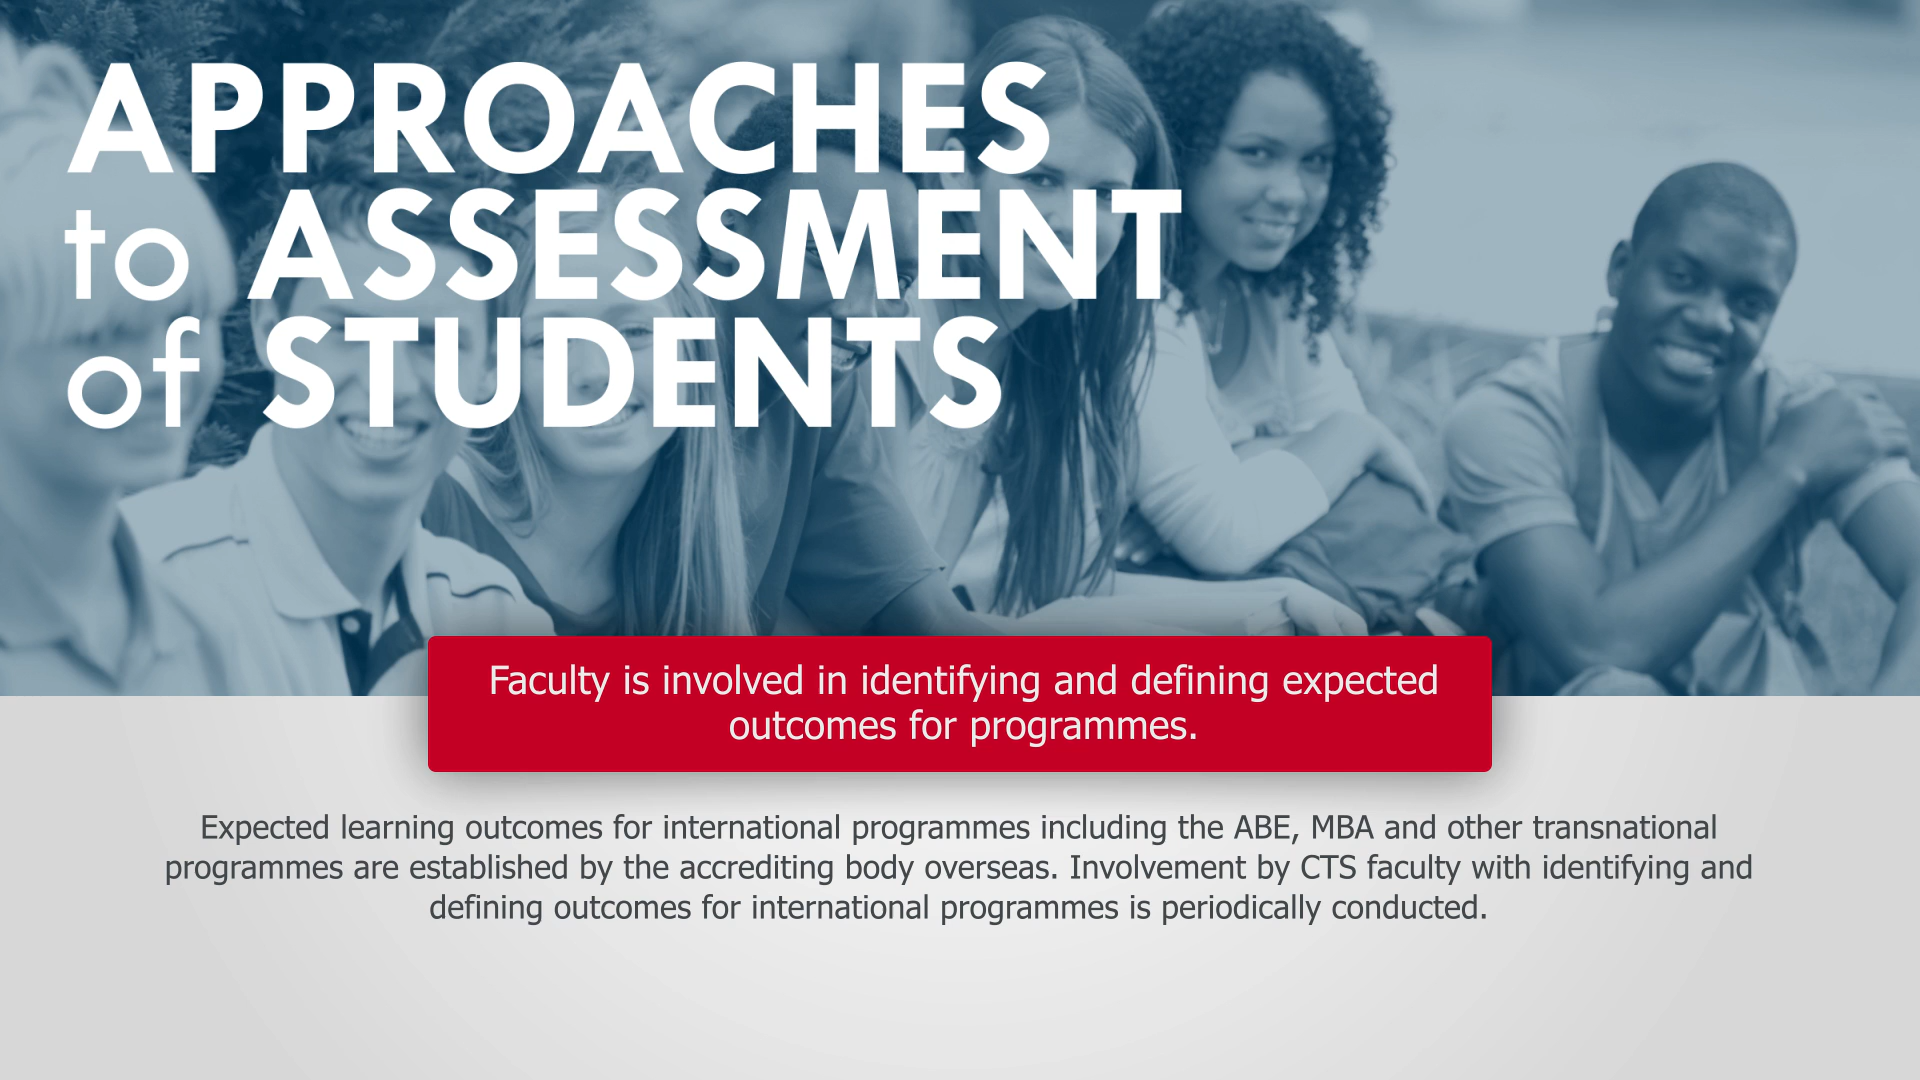 APPROACHES
to ASSESSMENT
of STUDENTS
Faculty is involved in identifying and defining expected
outcomes for programmes.
Expected learning outcomes for international programmes including the ABE, MBA and other transnational
programmes are established by the accrediting body overseas. Involvement by CTS faculty with identifying and
defining outcomes for international programmes is periodically conducted.